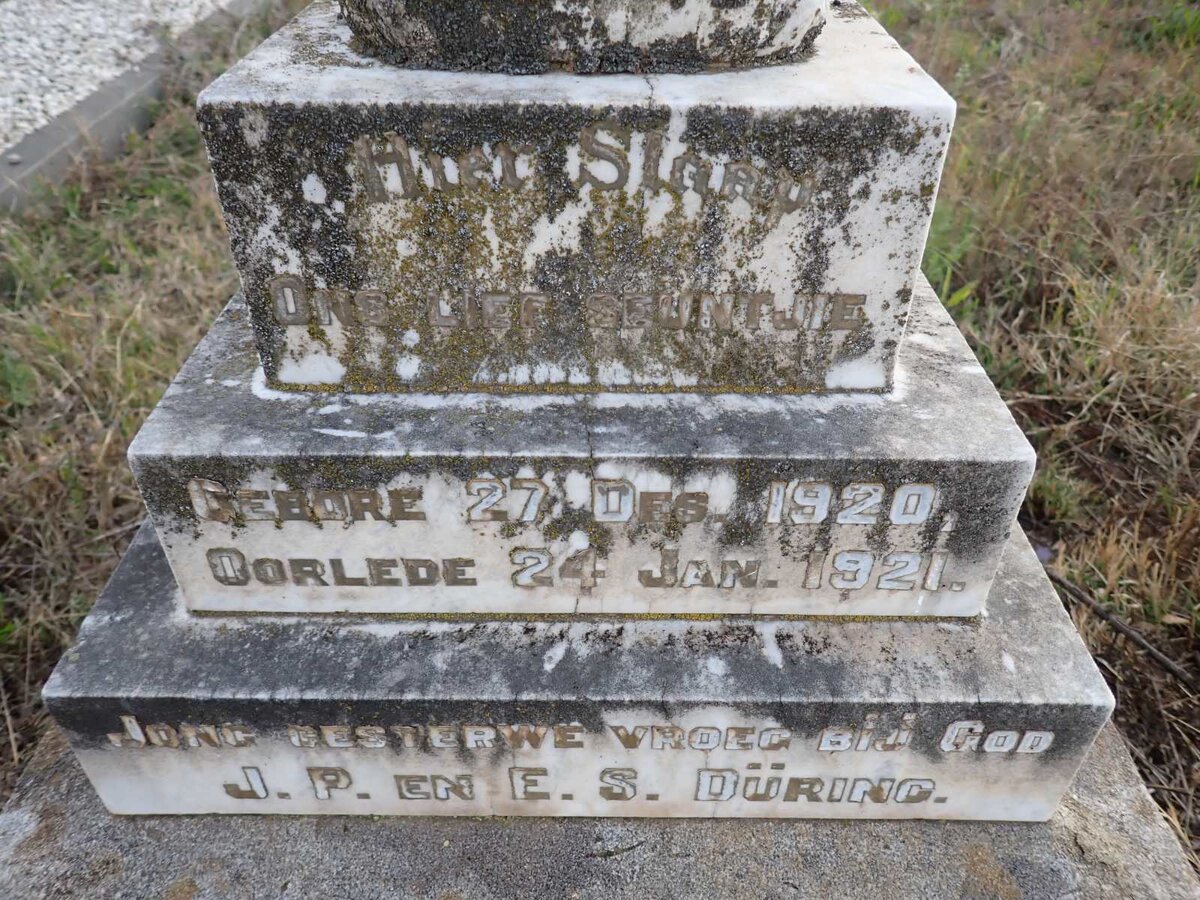 Hier Slaap
ONS LIEF SEUNTJIE
GEBORE 27 DES. 1920,
OORLEDE 24 JAN. 1921.
JONG GESTERWE VROEG BIJ GOD
J. P. EN E. S. DÜRING.